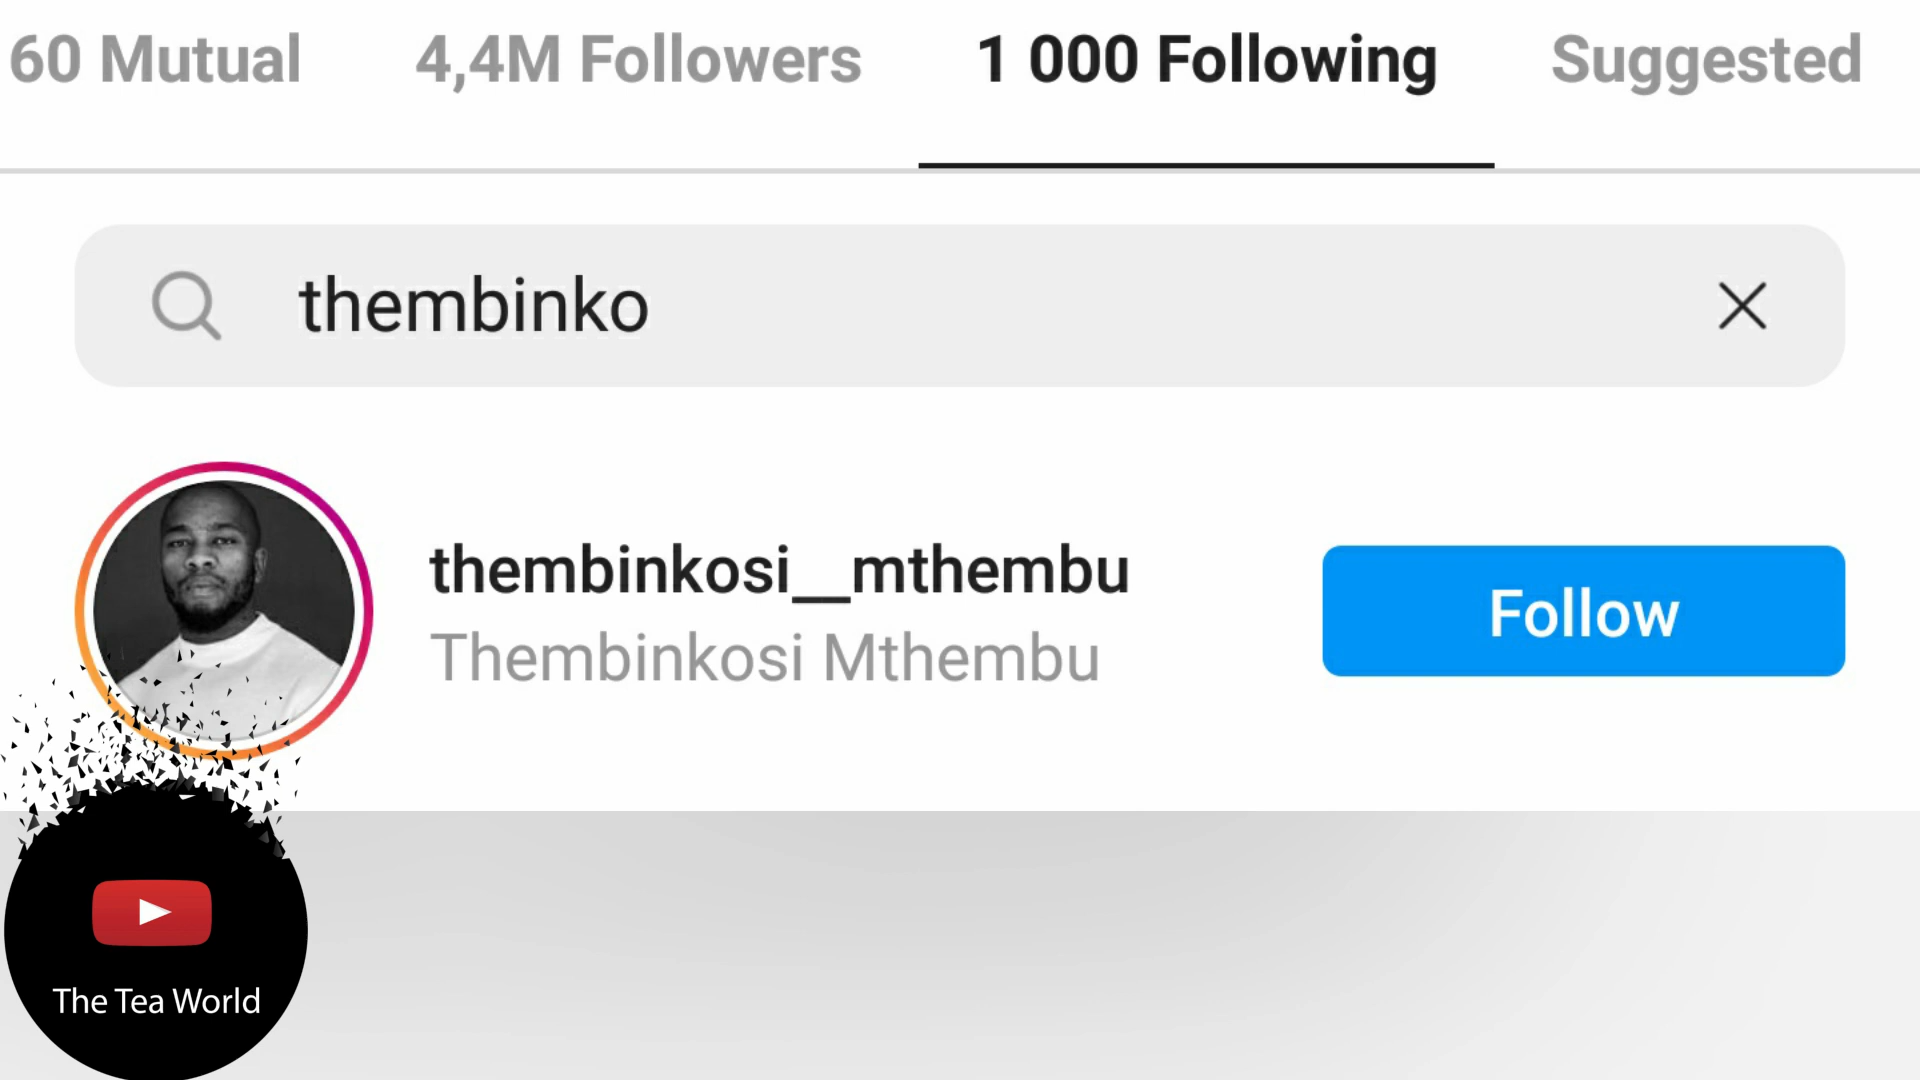 60 Mutual 4,4M Followers 1 000 Following Suggested
thembinko
thembinkosi__mthembu
Thembinkosi Mthembu
Follow
The Tea World